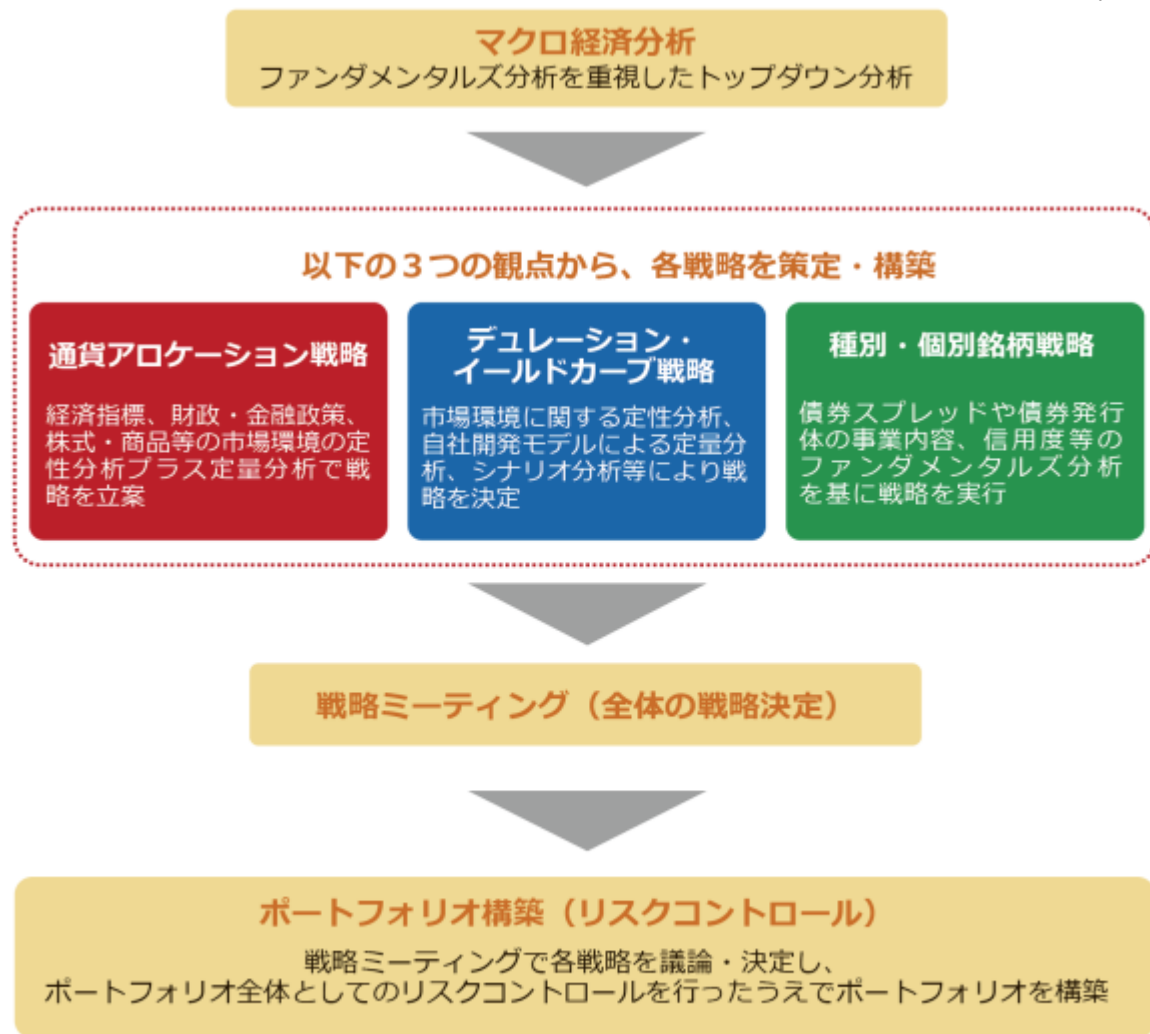 マクロ経済分析
ファンダメンタルズ分析を重視したトップダウン分析
以下の３つの観点から、各戦略を策定・構築
通貨アロケーション戦略
経済指標、財政・金融政策、
株式・商品等の市場環境の定
性分析プラス定量分析で戦
略を立案
デュレーション・
イールドカーブ戦略
市場環境に関する定性分析、
自社開発モデルによる定量分
析、シナリオ分析等により戦
略を決定
種別・個別銘柄戦略
債券スプレッドや債券発行
体の事業内容、信用度等の
ファンダメンタルズ分析
を基に戦略を実行
戦略ミーティング（全体の戦略決定）
ポートフォリオ構築（リスクコントロール）
戦略ミーティングで各戦略を議論・決定し、
ポートフォリオ全体としてのリスクコントロールを行ったうえでポートフォリオを構築